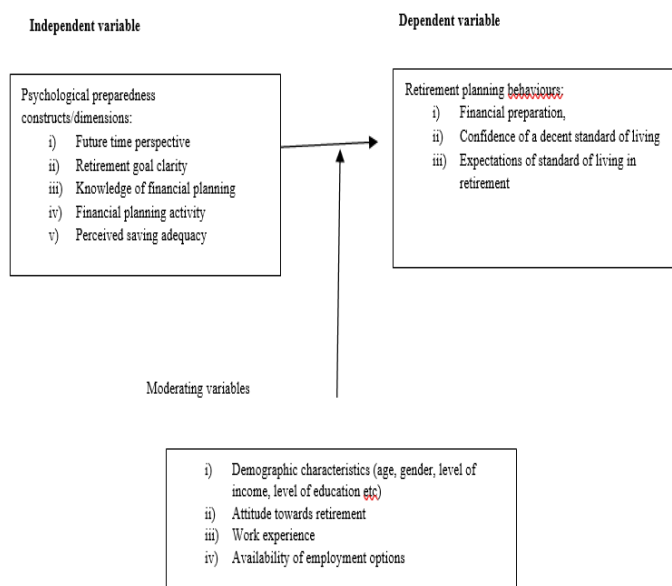 Independent variable
Dependent variable
Psychological preparedness
constructs/dimensions:
i) Future time perspective
ii) Retirement goal clarity
iii) Knowledge of financial planning
iv) Financial planning activity
v) Perceived saving adequacy
Retirement planning behaviours:
i) Financial preparation,
ii) Confidence of a decent standard of living
iii) Expectations of standard of living in
retirement
Moderating variables
i) Demographic characteristics (age, gender, level of
income, level of education etc)
ii) Attitude towards retirement
iii) Work experience
iv) Availability of employment options